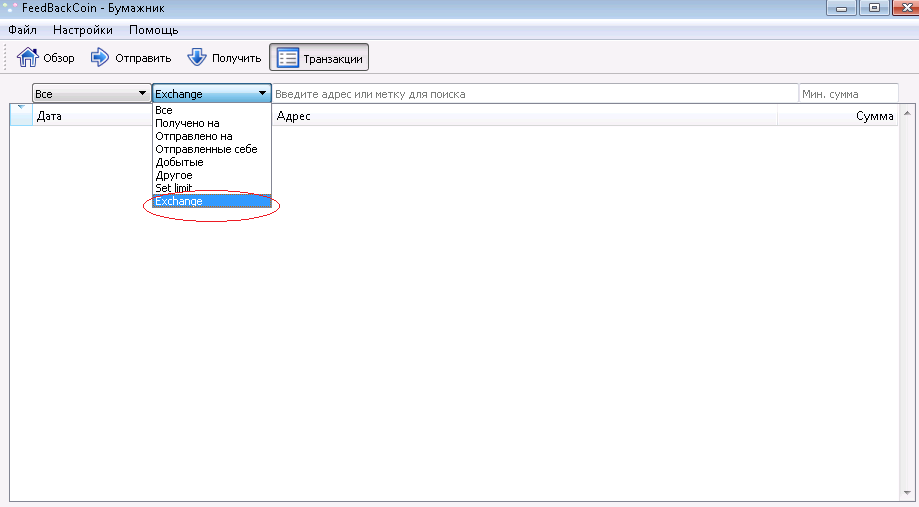 FeedBackCoin - Бумажник
Файл Настройки Помощь
Обзор Отправить Получить Транзакции
Все Exchange Введите адрес или метку для поиска Мин. сумма
Дата Адрес Сумма
Все
Получено на
Отправлено на
Отправленные себе
Добытые
Другое
Set limit
Exchange